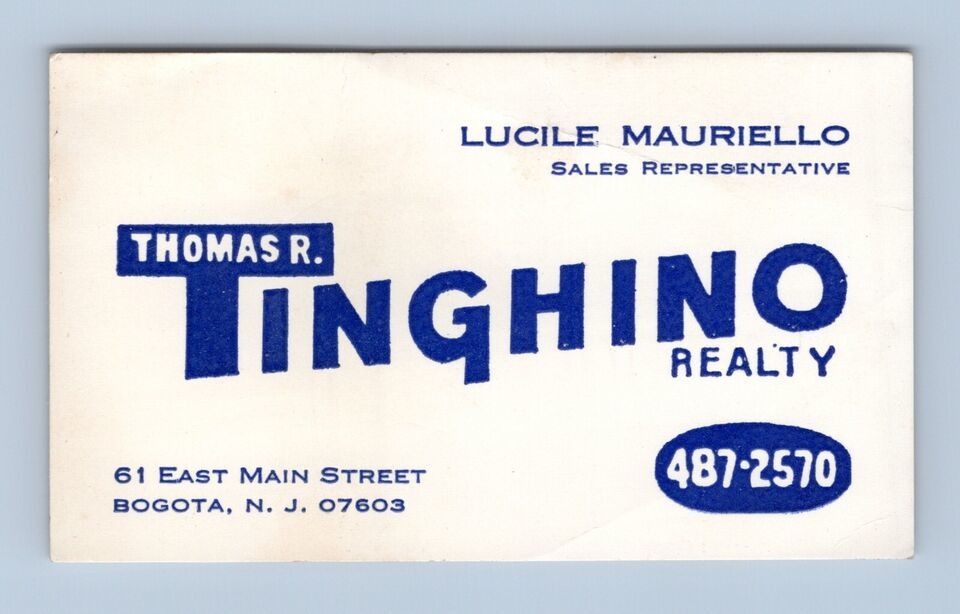 LUCILE MAURIELLO
SALES REPRESENTATIVE
THOMAS R.
TINGHINO
REALTY
61 EAST MAIN STREET
BOGOTA, N. J. 07603
487-2570